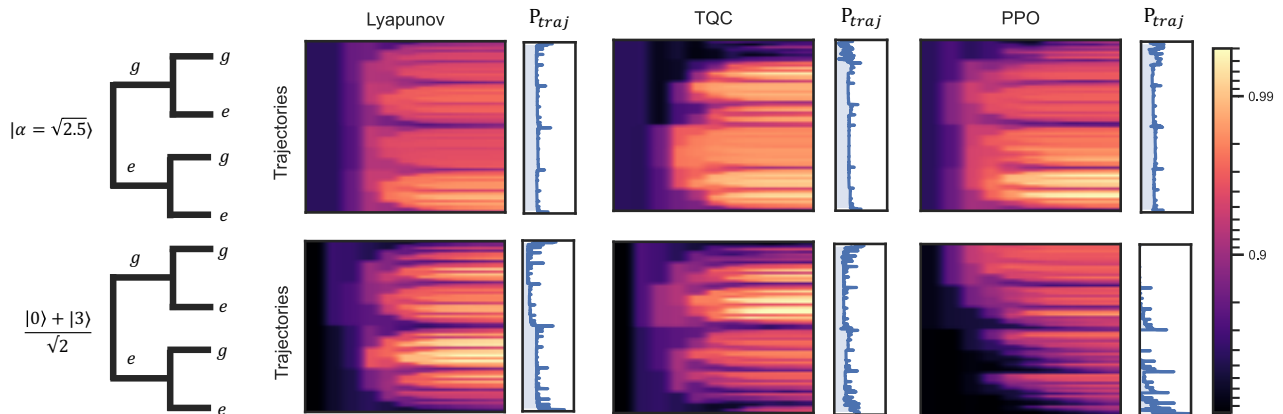 Lyapunov P_traj TQC P_traj PPO P_traj
g
g
e
|α = √2.5⟩
e
g
e
Trajectories
0.99
g
g
e
|0⟩ + |3⟩
√2
e
g
e
Trajectories
0.9